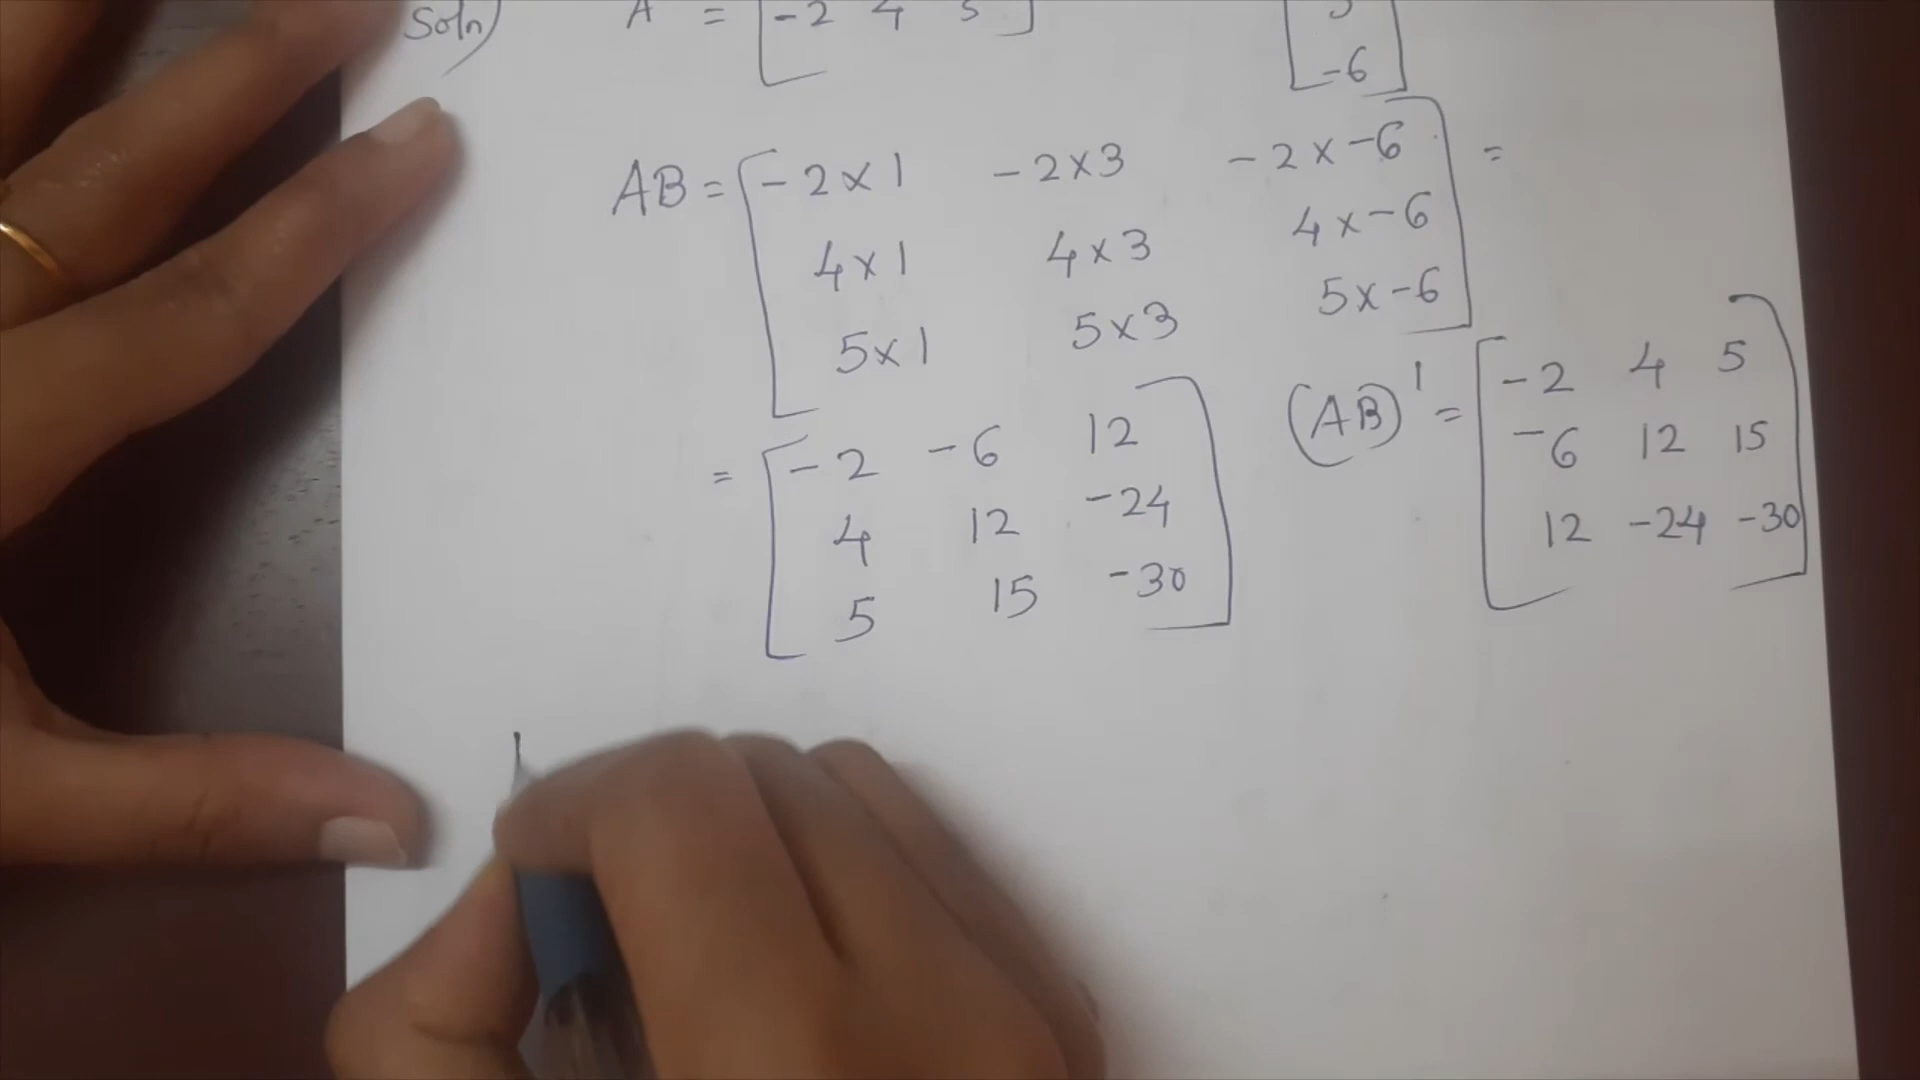 Soln) A = [-2 4 5]
-6
AB = [-2×1 -2×3 -2×-6 =
4×1 4×3 4×-6
5×1 5×3 5×-6]
= [-2 -6 12
4 12 -24
5 15 -30]
(AB)' = [-2 4 5
-6 12 15
12 -24 -30]